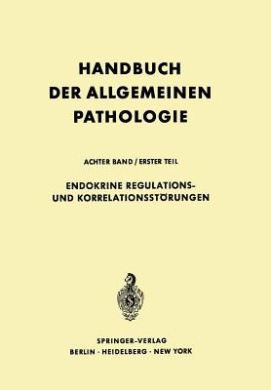 HANDBUCH
DER ALLGEMEINEN
PATHOLOGIE
ACHTER BAND/ERSTER TEIL
ENDOKRINE REGULATIONS-
UND KORRELATIONSSTÖRUNGEN
SPRINGER-VERLAG
BERLIN · HEIDELBERG · NEW YORK